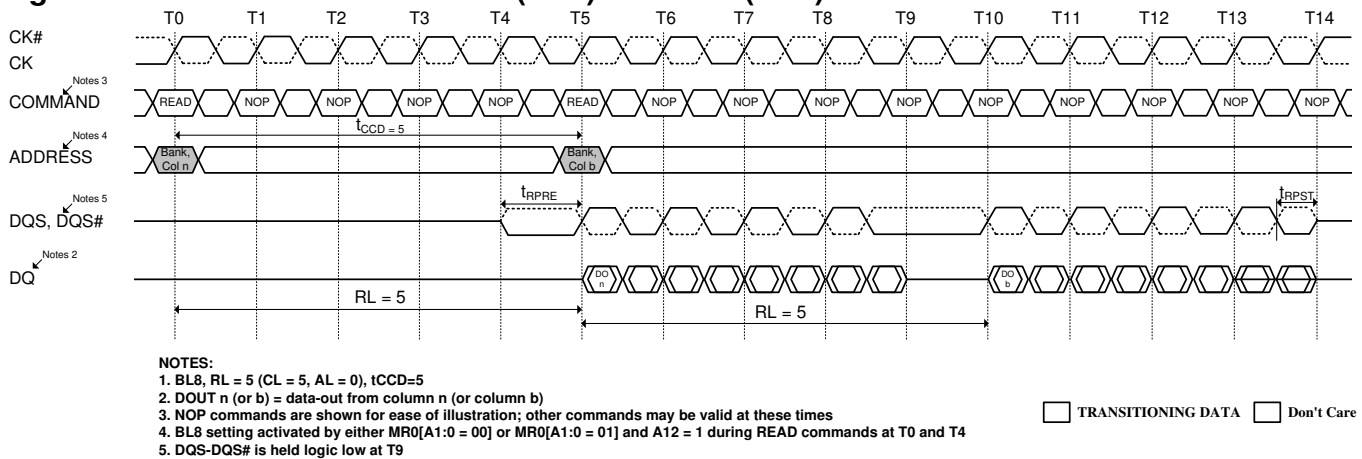 T0 T1 T2 T3 T4 T5 T6 T7 T8 T9 T10 T11 T12 T13 T14
CK#
CK
Notes 3
COMMAND READ NOP NOP NOP NOP READ NOP NOP NOP NOP NOP NOP NOP NOP NOP
tCCD = 5
Notes 4
ADDRESS Bank, Col n Bank, Col b
Notes 5
tRPRE tRPST
DQS, DQS#
Notes 2
DQ DO n DO b
RL = 5 RL = 5
NOTES:
1. BL8, RL = 5 (CL = 5, AL = 0), tCCD=5
2. DOUT n (or b) = data-out from column n (or column b)
3. NOP commands are shown for ease of illustration; other commands may be valid at these times
4. BL8 setting activated by either MR0[A1:0 = 00] or MR0[A1:0 = 01] and A12 = 1 during READ commands at T0 and T4
5. DQS-DQS# is held logic low at T9
TRANSITIONING DATA Don't Care